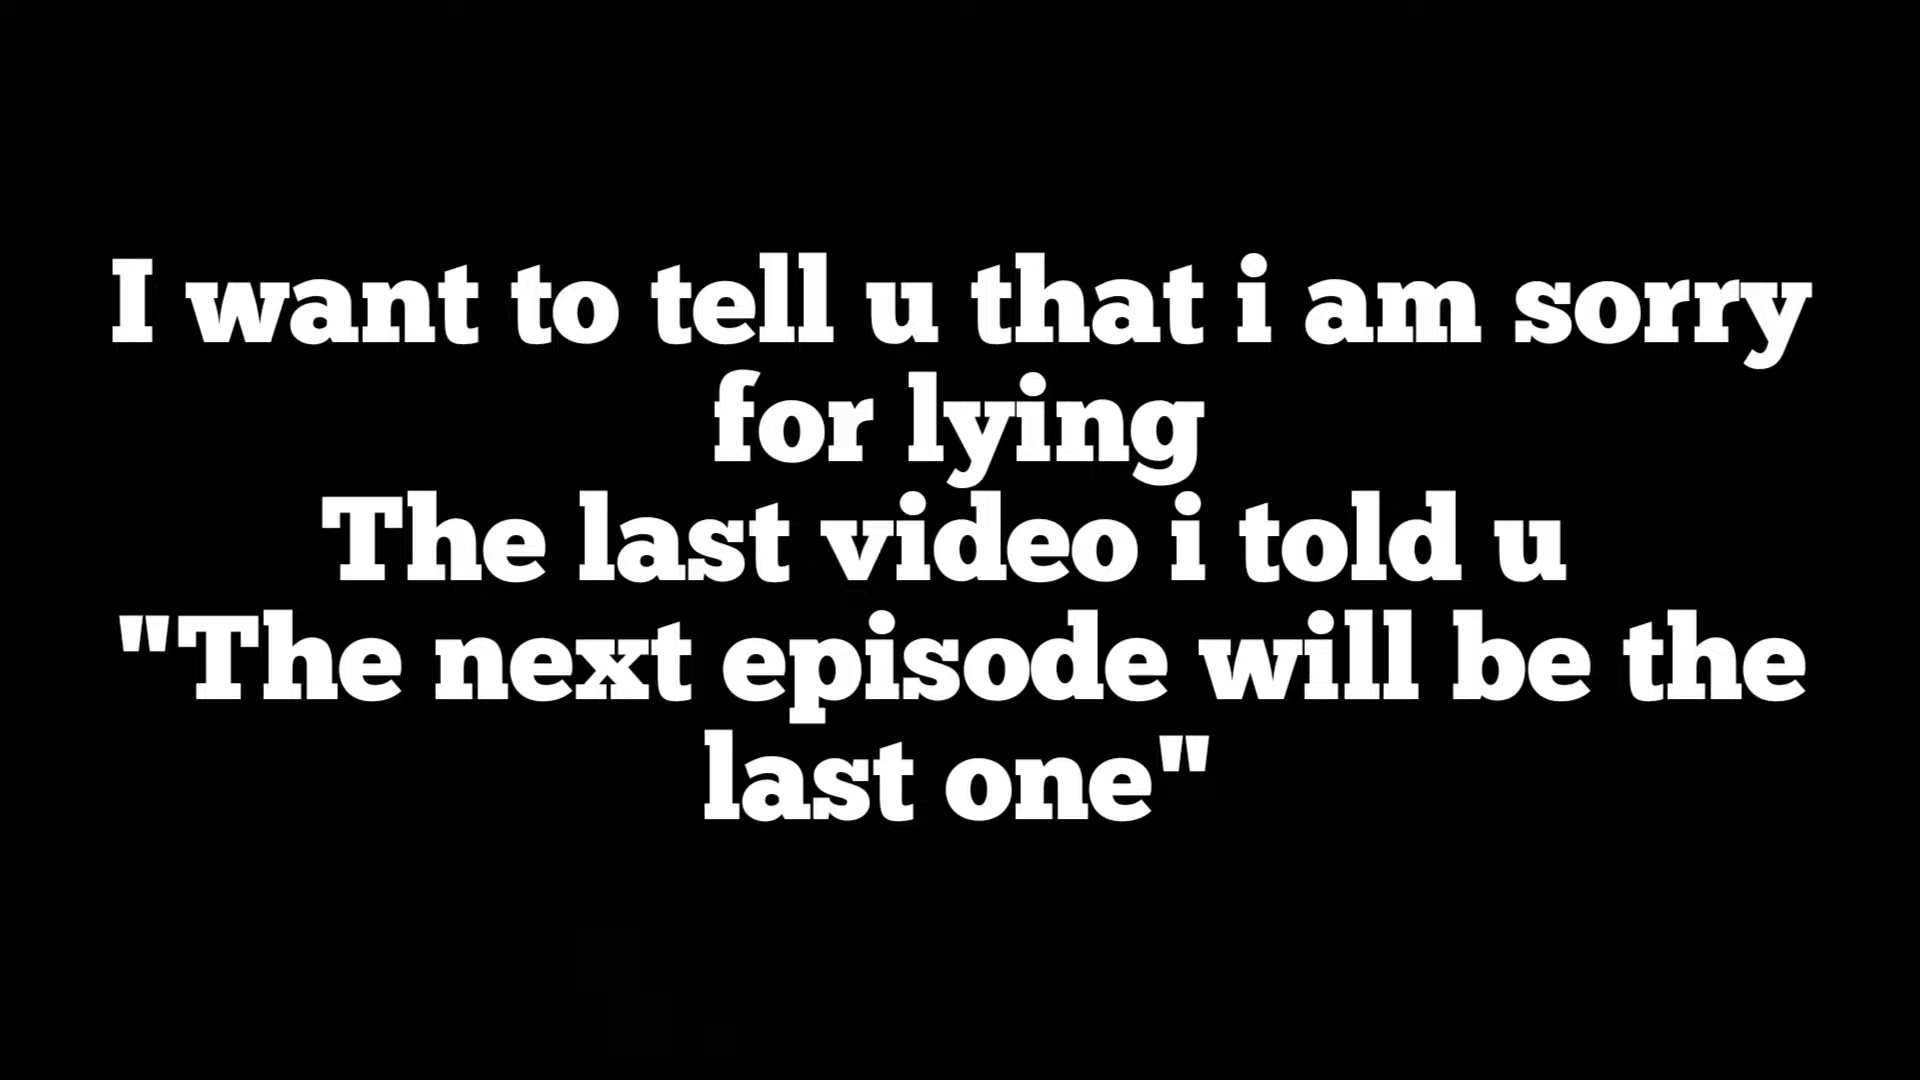 I want to tell u that i am sorry
for lying
The last video i told u
"The next episode will be the
last one"